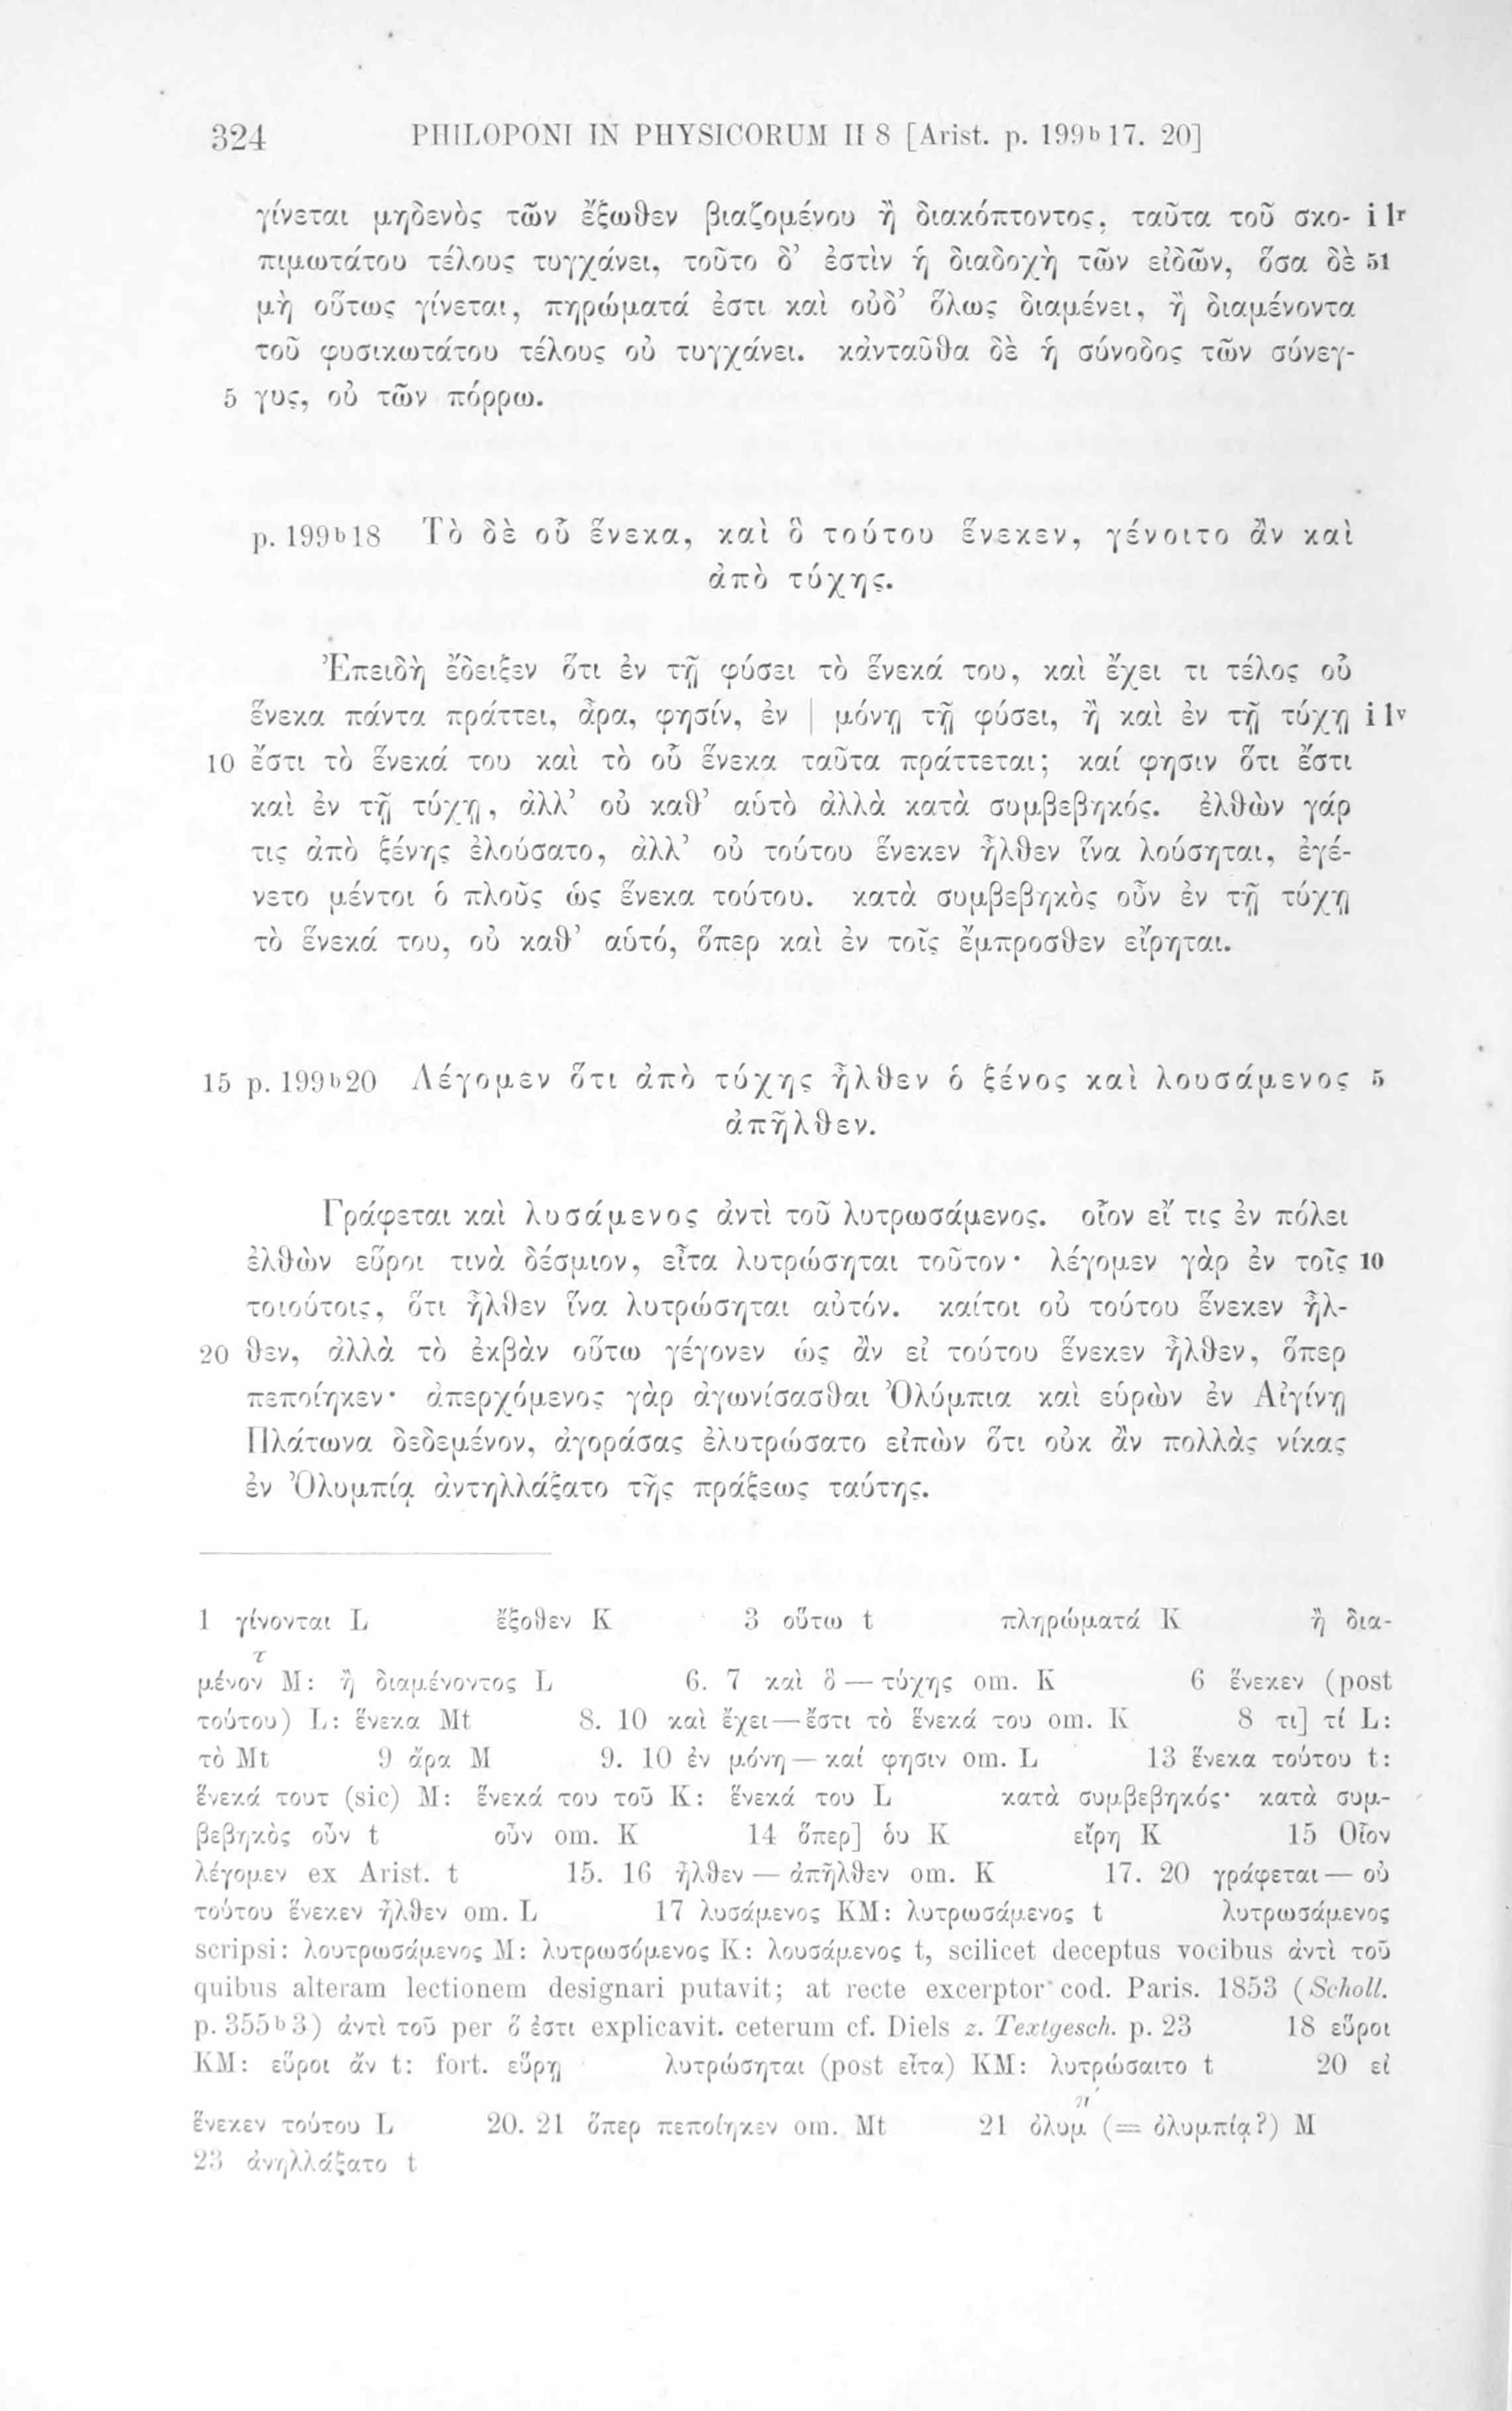 324 PHILOPONI IN PHYSICORUM II 8 [Arist. p. 199ᵇ17. 20]
γίνεται μηδενὸς τῶν ἔξωθεν βιαζομένου ἢ διακόπτοντος, ταῦτα τοῦ σκο- i 1ʳ
πιμωτάτου τέλους τυγχάνει, τοῦτο δ’ ἐστὶν ἡ διαδοχὴ τῶν εἰδῶν, ὅσα δὲ 51
μὴ οὕτως γίνεται, πηρώματά ἐστι καὶ οὐδ’ ὅλως διαμένει, ἢ διαμένοντα
τοῦ φυσικωτάτου τέλους οὐ τυγχάνει. κἀνταῦθα δὲ ἡ σύνοδος τῶν σύνεγ-
5 γυς, οὐ τῶν πόρρω.
p. 199ᵇ18 Τὸ δὲ οὗ ἕνεκα, καὶ ὃ τούτου ἕνεκεν, γένοιτο ἂν καὶ
ἀπὸ τύχης.
Ἐπειδὴ ἔδειξεν ὅτι ἐν τῇ φύσει τὸ ἕνεκά του, καὶ ἔχει τι τέλος οὗ
ἕνεκα πάντα πράττει, ἆρα, φησίν, ἐν | μόνῃ τῇ φύσει, ἢ καὶ ἐν τῇ τύχῃ i 1ᵛ
10 ἔστι τὸ ἕνεκά του καὶ τὸ οὗ ἕνεκα ταῦτα πράττεται; καί φησιν ὅτι ἔστι
καὶ ἐν τῇ τύχῃ, ἀλλ’ οὐ καθ’ αὑτὸ ἀλλὰ κατὰ συμβεβηκός. ἐλθὼν γάρ
τις ἀπὸ ξένης ἐλούσατο, ἀλλ’ οὐ τούτου ἕνεκεν ἦλθεν ἵνα λούσηται, ἐγέ-
νετο μέντοι ὁ πλοῦς ὡς ἕνεκα τούτου. κατὰ συμβεβηκὸς οὖν ἐν τῇ τύχῃ
τὸ ἕνεκά του, οὐ καθ’ αὑτό, ὅπερ καὶ ἐν τοῖς ἔμπροσθεν εἴρηται.
15 p. 199ᵇ20 Λέγομεν ὅτι ἀπὸ τύχης ἦλθεν ὁ ξένος καὶ λουσάμενος 5
ἀπῆλθεν.
Γράφεται καὶ λυσάμενος ἀντὶ τοῦ λυτρωσάμενος. οἷον εἴ τις ἐν πόλει
ἐλθὼν εὕροι τινὰ δέσμιον, εἶτα λυτρώσηται τοῦτον· λέγομεν γὰρ ἐν τοῖς 10
τοιούτοις, ὅτι ἦλθεν ἵνα λυτρώσηται αὐτόν. καίτοι οὐ τούτου ἕνεκεν ἦλ-
20 θεν, ἀλλὰ τὸ ἐκβὰν οὕτω γέγονεν ὡς ἂν εἰ τούτου ἕνεκεν ἦλθεν, ὅπερ
πεποίηκεν· ἀπερχόμενος γὰρ ἀγωνίσασθαι Ὀλύμπια καὶ εὑρὼν ἐν Αἰγίνῃ
Πλάτωνα δεδεμένον, ἀγοράσας ἐλυτρώσατο εἰπὼν ὅτι οὐκ ἂν πολλὰς νίκας
ἐν Ὀλυμπίᾳ ἀντηλλάξατο τῆς πράξεως ταύτης.
1 γίνονται L ἔξοθεν K 3 οὕτω t πληρώματά K ἢ δια-
τ
μένον M: ἢ διαμένοντος L 6. 7 καὶ ὃ — τύχης om. K 6 ἕνεκεν (post
τούτου) L: ἕνεκα Mt 8. 10 καὶ ἔχει — ἔστι τὸ ἕνεκά του om. K 8 τι] τί L:
τὸ Mt 9 ἄρα M 9. 10 ἐν μόνῃ — καί φησιν om. L 13 ἕνεκα τούτου t:
ἕνεκά τουτ (sic) M: ἕνεκά του τοῦ K: ἕνεκά του L κατὰ συμβεβηκός· κατὰ συμ-
βεβηκὸς οὖν t οὖν om. K 14 ὅπερ] ὁυ K εἴρη K 15 Οἷον
λέγομεν ex Arist. t 15. 16 ἦλθεν — ἀπῆλθεν om. K 17. 20 γράφεται — οὐ
τούτου ἕνεκεν ἦλθεν om. L 17 λυσάμενος KM: λυτρωσάμενος t λυτρωσάμενος
scripsi: λουτρωσάμενος M: λυτρωσόμενος K: λουσάμενος t, scilicet deceptus vocibus ἀντὶ τοῦ
quibus alteram lectionem designari putavit; at recte excerptor cod. Paris. 1853 (Scholl.
p. 355ᵇ3) ἀντὶ τοῦ per ὅ ἐστι explicavit. ceterum cf. Diels z. Textgesch. p. 23 18 εὕροι
KM: εὕροι ἄν t: fort. εὕρῃ λυτρώσηται (post εἶτα) KM: λυτρώσαιτο t 20 εἰ
ἕνεκεν τούτου L 20. 21 ὅπερ πεποίηκεν om. Mt 21 ὀλυμ (= ὀλυμπίᾳ?) M
23 ἀνηλλάξατο t